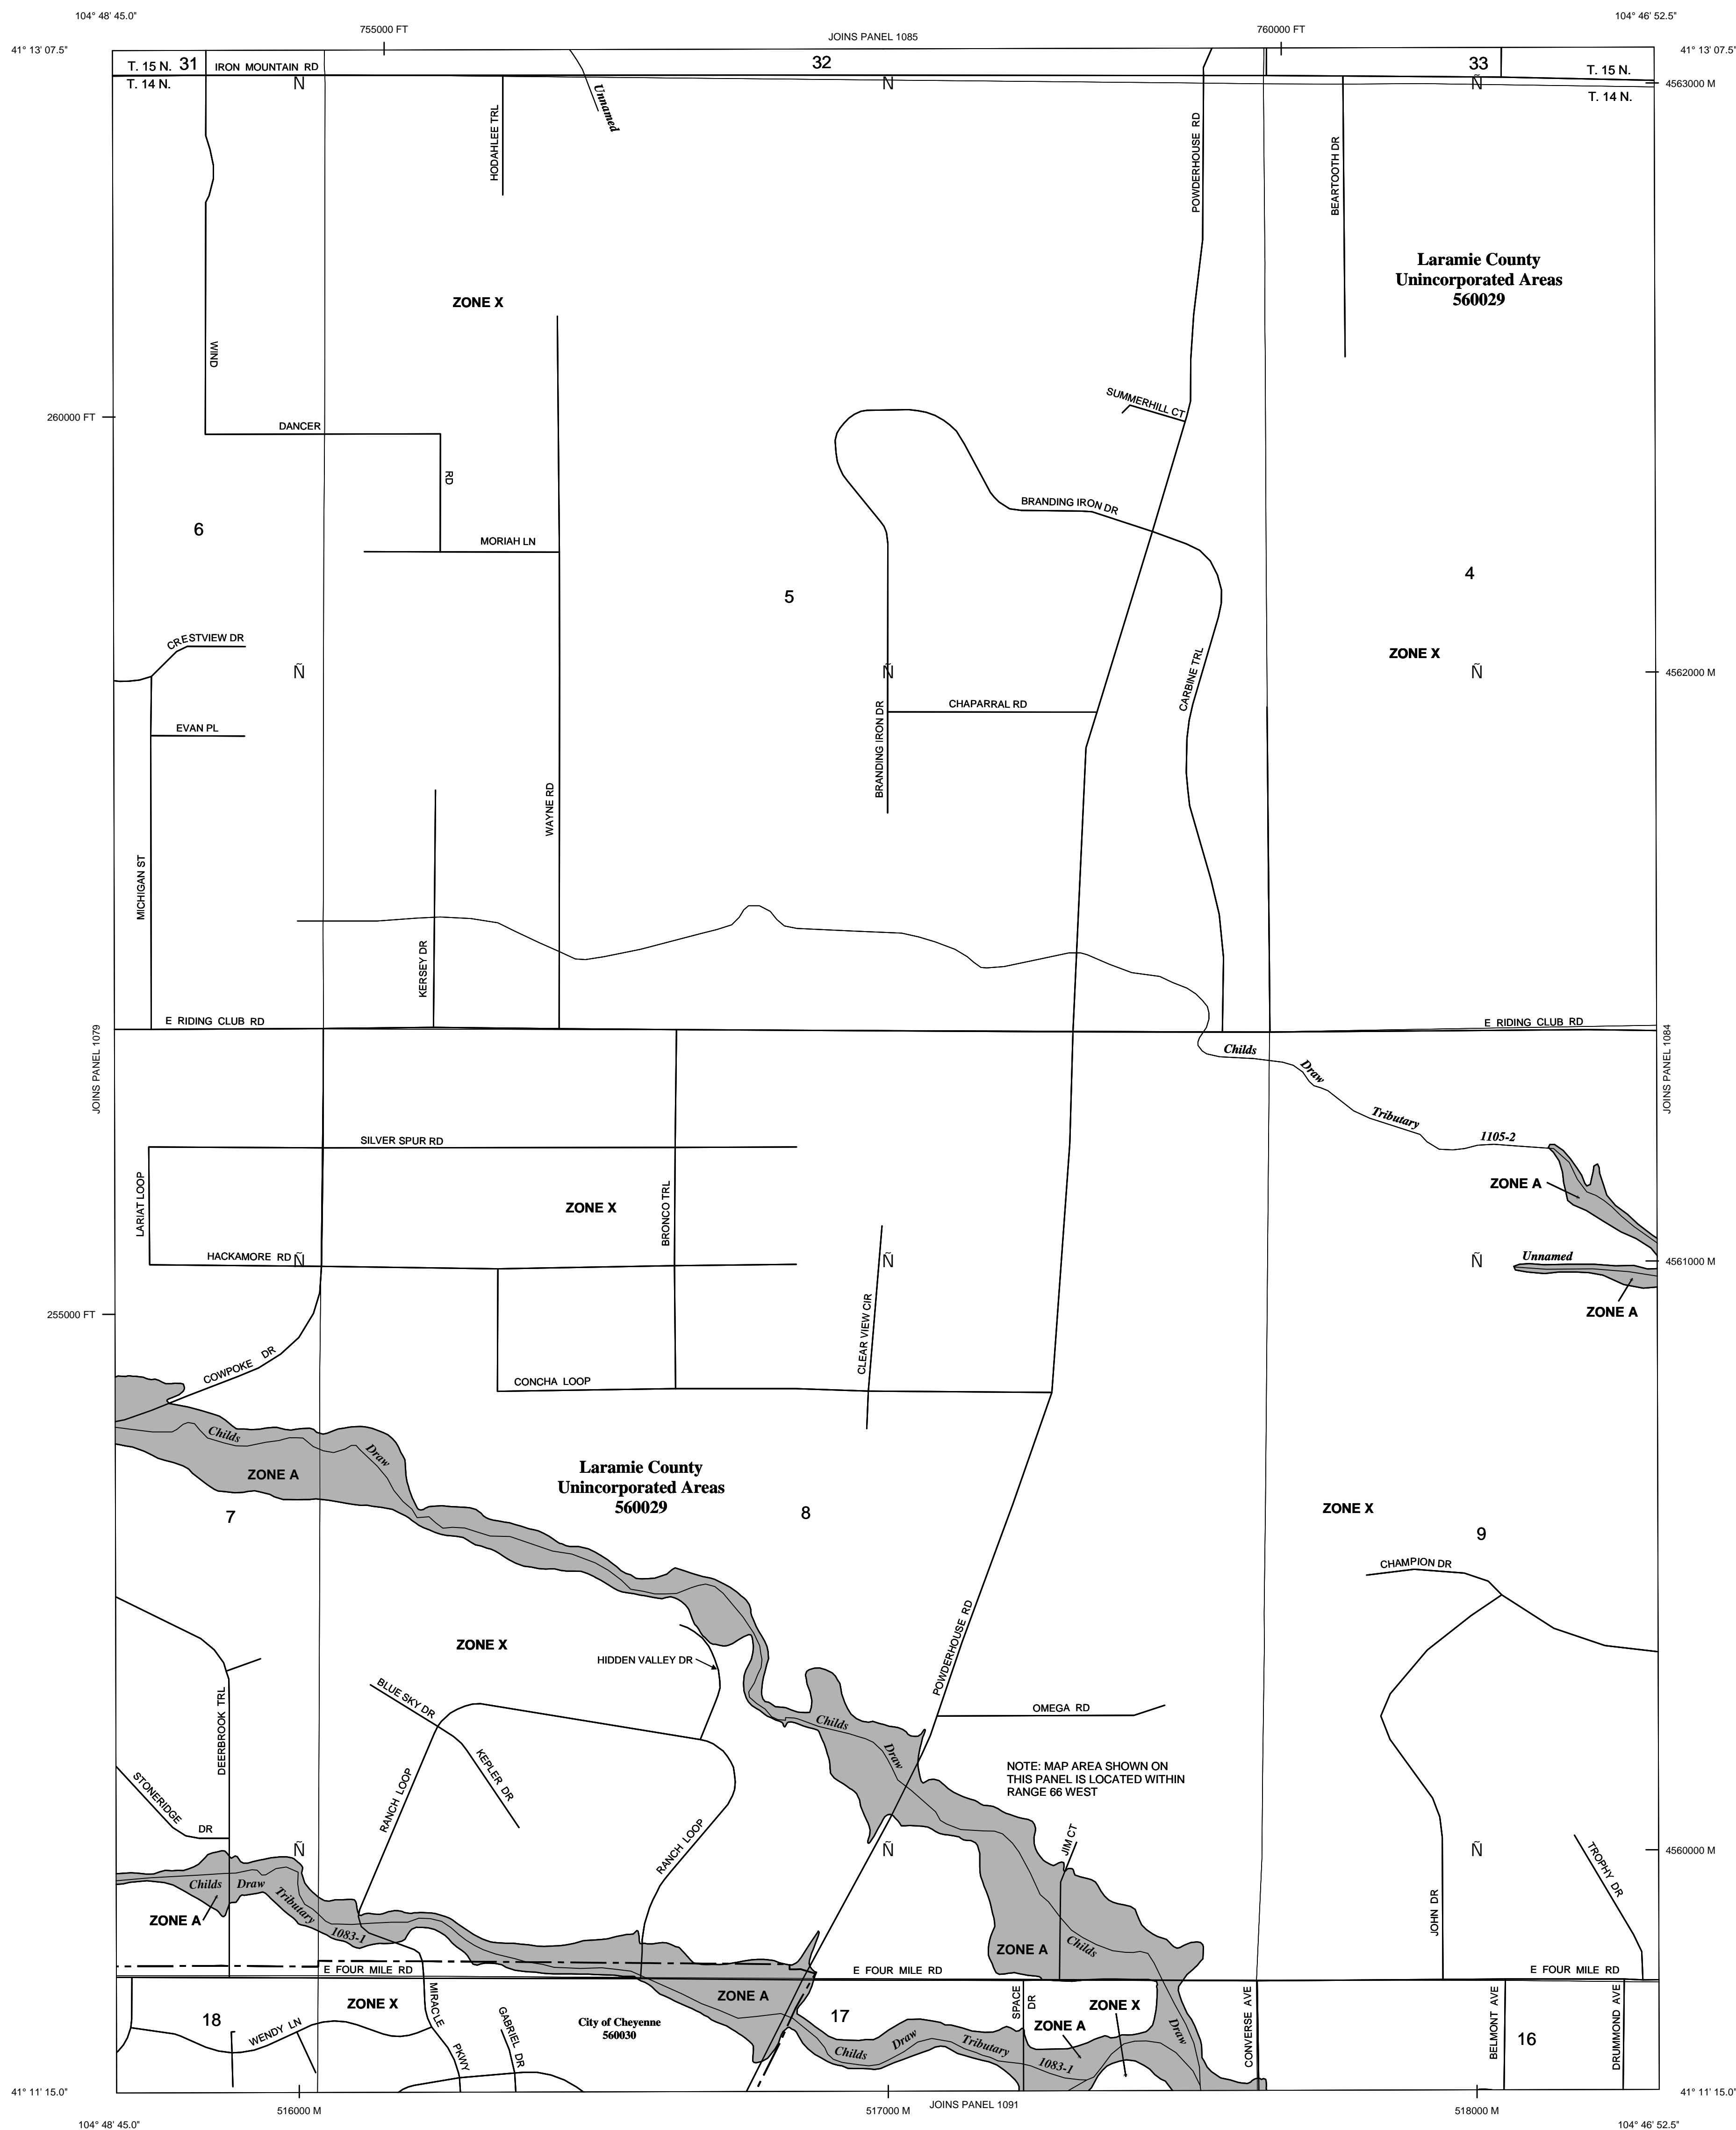 104° 48' 45.0"
104° 46' 52.5"
755000 FT
760000 FT
JOINS PANEL 1085
41° 13' 07.5"
41° 13' 07.5"
T. 15 N.
31
IRON MOUNTAIN RD
32
33
T. 15 N.
T. 14 N.
Ñ
Ñ
Ñ
4563000 M
T. 14 N.
Unnamed
HODAHLEE TRL
POWDERHOUSE RD
BEARTOOTH DR
Laramie County
Unincorporated Areas
560029
ZONE X
WIND
SUMMERHILL CT
260000 FT
DANCER
RD
BRANDING IRON DR
6
MORIAH LN
4
5
CRESTVIEW DR
ZONE X
Ñ
Ñ
Ñ
4562000 M
CARBINE TRL
CHAPARRAL RD
EVAN PL
BRANDING IRON DR
WAYNE RD
MICHIGAN ST
KERSEY DR
E RIDING CLUB RD
E RIDING CLUB RD
JOINS PANEL 1079
JOINS PANEL 1084
Childs
Draw
Tributary
1105-2
SILVER SPUR RD
ZONE A
LARIAT LOOP
ZONE X
BRONCO TRL
HACKAMORE RD
Ñ
Ñ
Ñ
Unnamed
4561000 M
ZONE A
255000 FT
CLEAR VIEW CIR
COWPOKE DR
CONCHA LOOP
Childs
Draw
ZONE A
Laramie County
Unincorporated Areas
560029
7
8
ZONE X
9
CHAMPION DR
ZONE X
POWDERHOUSE RD
HIDDEN VALLEY DR
BLUE SKY DR
DEERBROOK TRL
OMEGA RD
Childs
Draw
KEPLER DR
NOTE: MAP AREA SHOWN ON
THIS PANEL IS LOCATED WITHIN
RANGE 66 WEST
STONERIDGE
DR
RANCH LOOP
RANCH LOOP
JIM CT
Ñ
Ñ
Ñ
4560000 M
TROPHY DR
Childs
Draw
Tributary
1083-1
ZONE A
JOHN DR
ZONE A
Childs
E FOUR MILE RD
E FOUR MILE RD
E FOUR MILE RD
ZONE X
MIRACLE
PKWY
ZONE A
SPACE
DR
ZONE X
CONVERSE AVE
BELMONT AVE
DRUMMOND AVE
18
WENDY LN
GABRIEL DR
City of Cheyenne
560030
17
ZONE A
Draw
16
Childs
Draw
Tributary
1083-1
41° 11' 15.0"
41° 11' 15.0"
516000 M
517000 M
JOINS PANEL 1091
518000 M
104° 48' 45.0"
104° 46' 52.5"